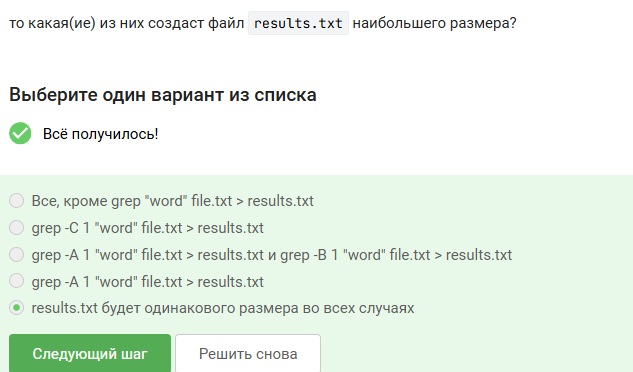 то какая(ие) из них создаст файл results.txt наибольшего размера?
Выберите один вариант из списка
Всё получилось!
Все, кроме grep "word" file.txt > results.txt
grep -C 1 "word" file.txt > results.txt
grep -A 1 "word" file.txt > results.txt и grep -B 1 "word" file.txt > results.txt
grep -A 1 "word" file.txt > results.txt
results.txt будет одинакового размера во всех случаях
Следующий шаг
Решить снова